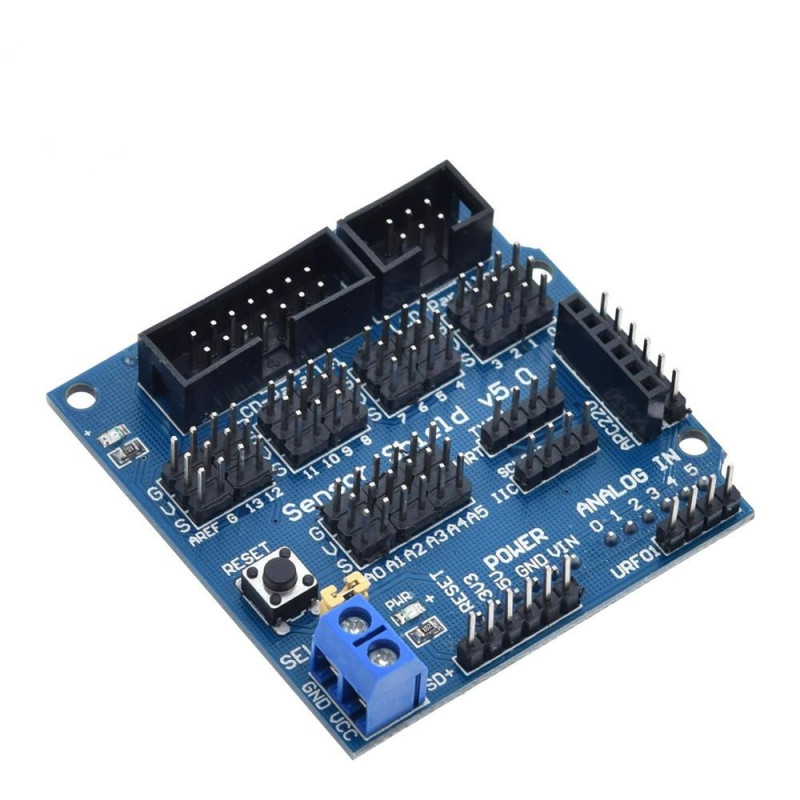 3 2
7 6 5 4
11 10 9 8
G
V
S
AREF G 13 12
Sensor Shield v5.0
APC220
IIC
ANALOG IN
0 1 2 3 4 5
G
V
S
A0 A1 A2 A3 A4 A5
URF01
RESET
POWER
RESET 3V3 5V GND VIN
PWR
+
SD+
GND VCC